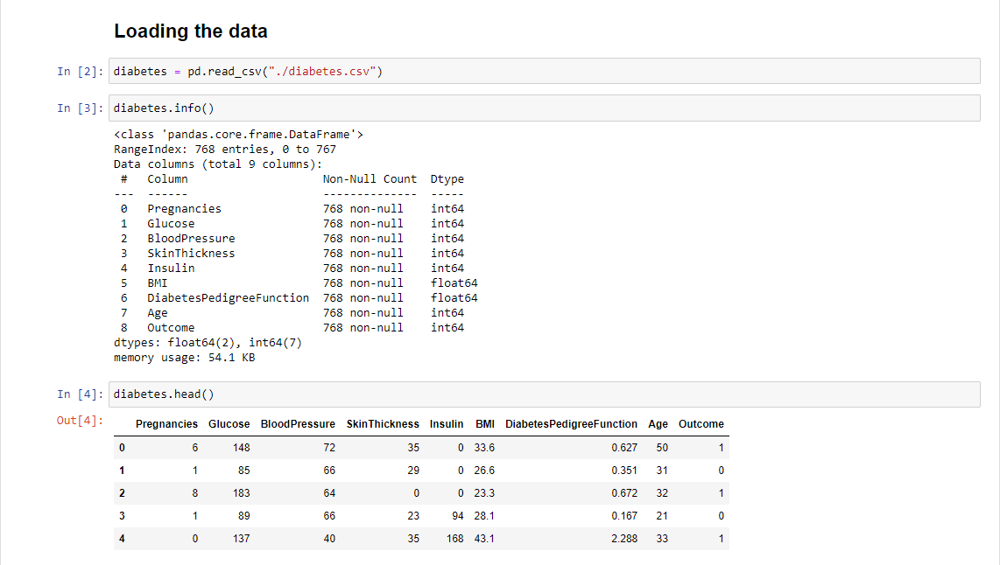 Loading the data
In [2]: diabetes = pd.read_csv("./diabetes.csv")
In [3]: diabetes.info()
<class 'pandas.core.frame.DataFrame'>
RangeIndex: 768 entries, 0 to 767
Data columns (total 9 columns):
 #   Column                    Non-Null Count  Dtype
---  ------                    --------------  -----
 0   Pregnancies               768 non-null    int64
 1   Glucose                   768 non-null    int64
 2   BloodPressure             768 non-null    int64
 3   SkinThickness             768 non-null    int64
 4   Insulin                   768 non-null    int64
 5   BMI                       768 non-null    float64
 6   DiabetesPedigreeFunction  768 non-null    float64
 7   Age                       768 non-null    int64
 8   Outcome                   768 non-null    int64
dtypes: float64(2), int64(7)
memory usage: 54.1 KB
In [4]: diabetes.head()
Out[4]:
Pregnancies Glucose BloodPressure SkinThickness Insulin BMI DiabetesPedigreeFunction Age Outcome
0 6 148 72 35 0 33.6 0.627 50 1
1 1 85 66 29 0 26.6 0.351 31 0
2 8 183 64 0 0 23.3 0.672 32 1
3 1 89 66 23 94 28.1 0.167 21 0
4 0 137 40 35 168 43.1 2.288 33 1